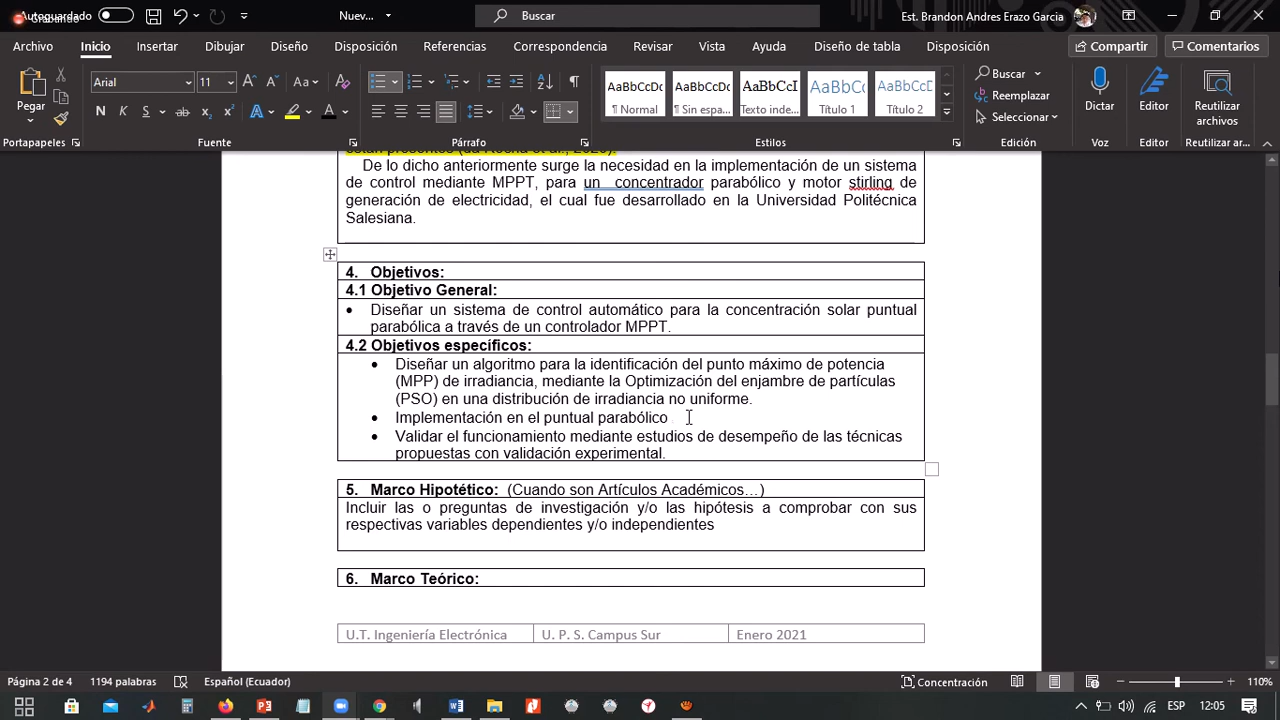 Autoguardado
Nuev...
Buscar
Est. Brandon Andres Erazo Garcia
Archivo Inicio Insertar Dibujar Diseño Disposición Referencias Correspondencia Revisar Vista Ayuda Diseño de tabla Disposición Compartir Comentarios
Pegar
Arial 11
N K S
AaBbCcDc AaBbCcDc AaBbCcI AaBbCc AaBbCcD
¶ Normal ¶ Sin espa... Texto inde... Título 1 Título 2
Buscar
Reemplazar
Seleccionar
Dictar
Editor
Reutilizar archivos
Portapapeles Fuente Párrafo Estilos Edición Voz Editor Reutilizar ar...
De lo dicho anteriormente surge la necesidad en la implementación de un sistema
de control mediante MPPT, para un concentrador parabólico y motor stirling de
generación de electricidad, el cual fue desarrollado en la Universidad Politécnica
Salesiana.
4. Objetivos:
4.1 Objetivo General:
• Diseñar un sistema de control automático para la concentración solar puntual
parabólica a través de un controlador MPPT.
4.2 Objetivos específicos:
• Diseñar un algoritmo para la identificación del punto máximo de potencia
(MPP) de irradiancia, mediante la Optimización del enjambre de partículas
(PSO) en una distribución de irradiancia no uniforme.
• Implementación en el puntual parabólico
• Validar el funcionamiento mediante estudios de desempeño de las técnicas
propuestas con validación experimental.
5. Marco Hipotético: (Cuando son Artículos Académicos…)
Incluir las o preguntas de investigación y/o las hipótesis a comprobar con sus
respectivas variables dependientes y/o independientes
6. Marco Teórico:
U.T. Ingeniería Electrónica U. P. S. Campus Sur Enero 2021
Página 2 de 4 1194 palabras Español (Ecuador) Concentración 110%
ESP 12:05